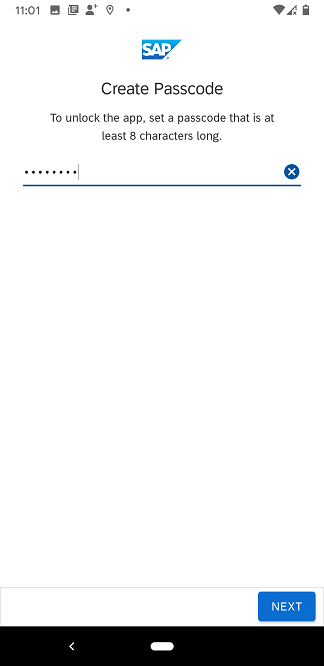 11:01
SAP
Create Passcode
To unlock the app, set a passcode that is at
least 8 characters long.
••••••••
NEXT